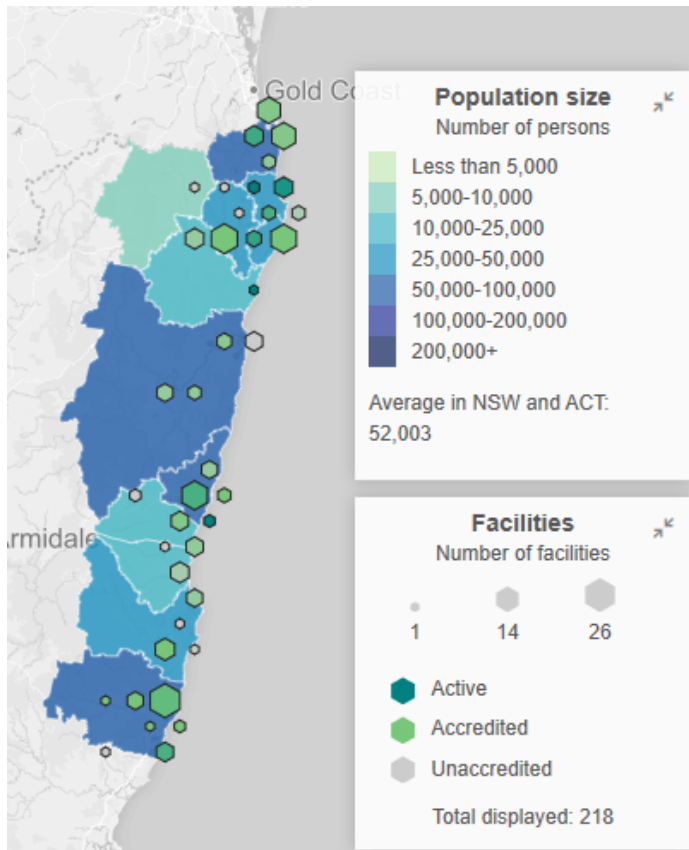 Gold Coast
Armidale
Population size
Number of persons
Less than 5,000
5,000-10,000
10,000-25,000
25,000-50,000
50,000-100,000
100,000-200,000
200,000+
Average in NSW and ACT:
52,003
Facilities
Number of facilities
1 14 26
Active
Accredited
Unaccredited
Total displayed: 218